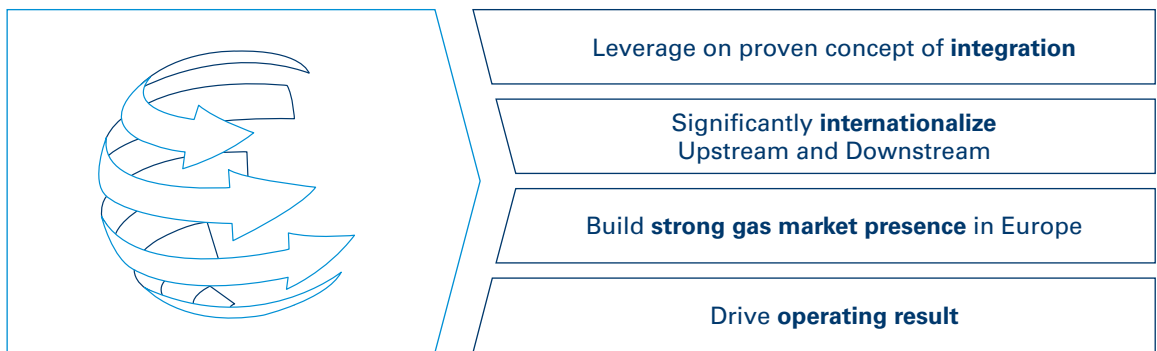 Leverage on proven concept of integration
Significantly internationalize
Upstream and Downstream
Build strong gas market presence in Europe
Drive operating result